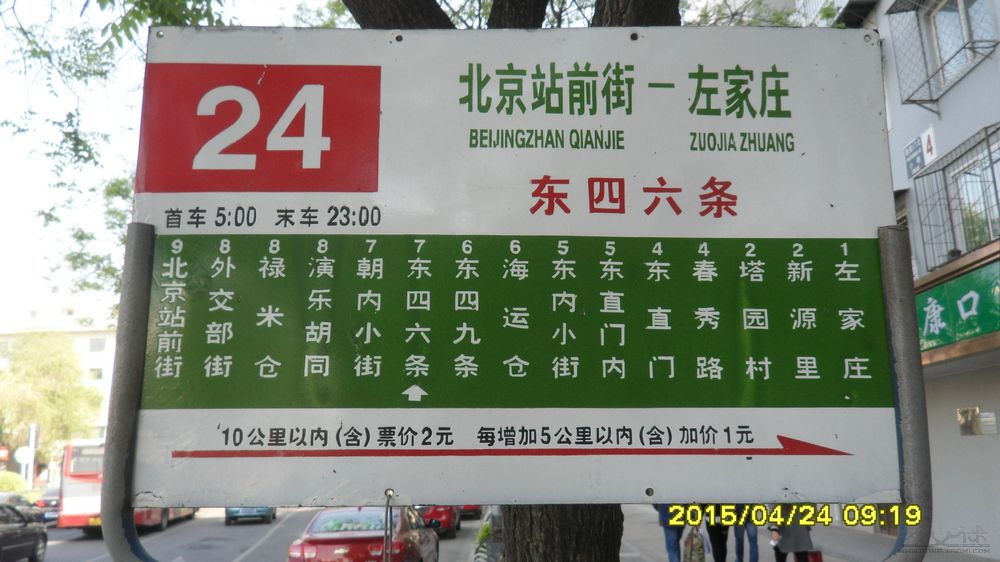 24
北京站前街 — 左家庄
BEIJINGZHAN QIANJIE ZUOJIA ZHUANG
东四六条
首车 5:00 末车 23:00
9 北京站前街
8 外交部街
8 禄米仓
8 演乐胡同
7 朝内小街
7 东四六条
6 东四九条
6 海运仓
5 东内小街
5 东直门内
4 东直门
4 春秀路
2 塔园村
2 新源里
1 左家庄
10公里以内(含)票价2元 每增加5公里以内(含)加价1元
4
康口
2015/04/24 09:19